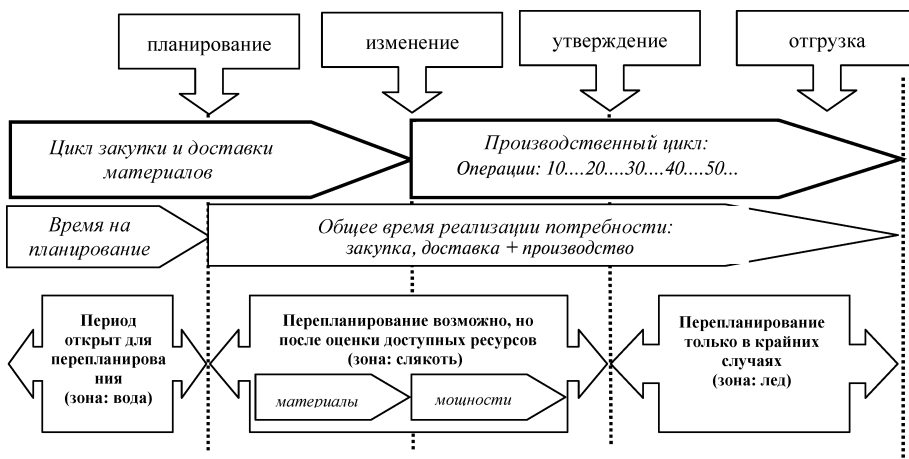 планирование
изменение
утверждение
отгрузка
Цикл закупки и доставки
материалов
Производственный цикл:
Операции: 10....20....30....40....50...
Время на
планирование
Общее время реализации потребности:
закупка, доставка + производство
Период
открыт для
перепланирова
ния
(зона: вода)
Перепланирование возможно, но
после оценки доступных ресурсов
(зона: слякоть)
материалы
мощности
Перепланирование
только в крайних
случаях
(зона: лед)